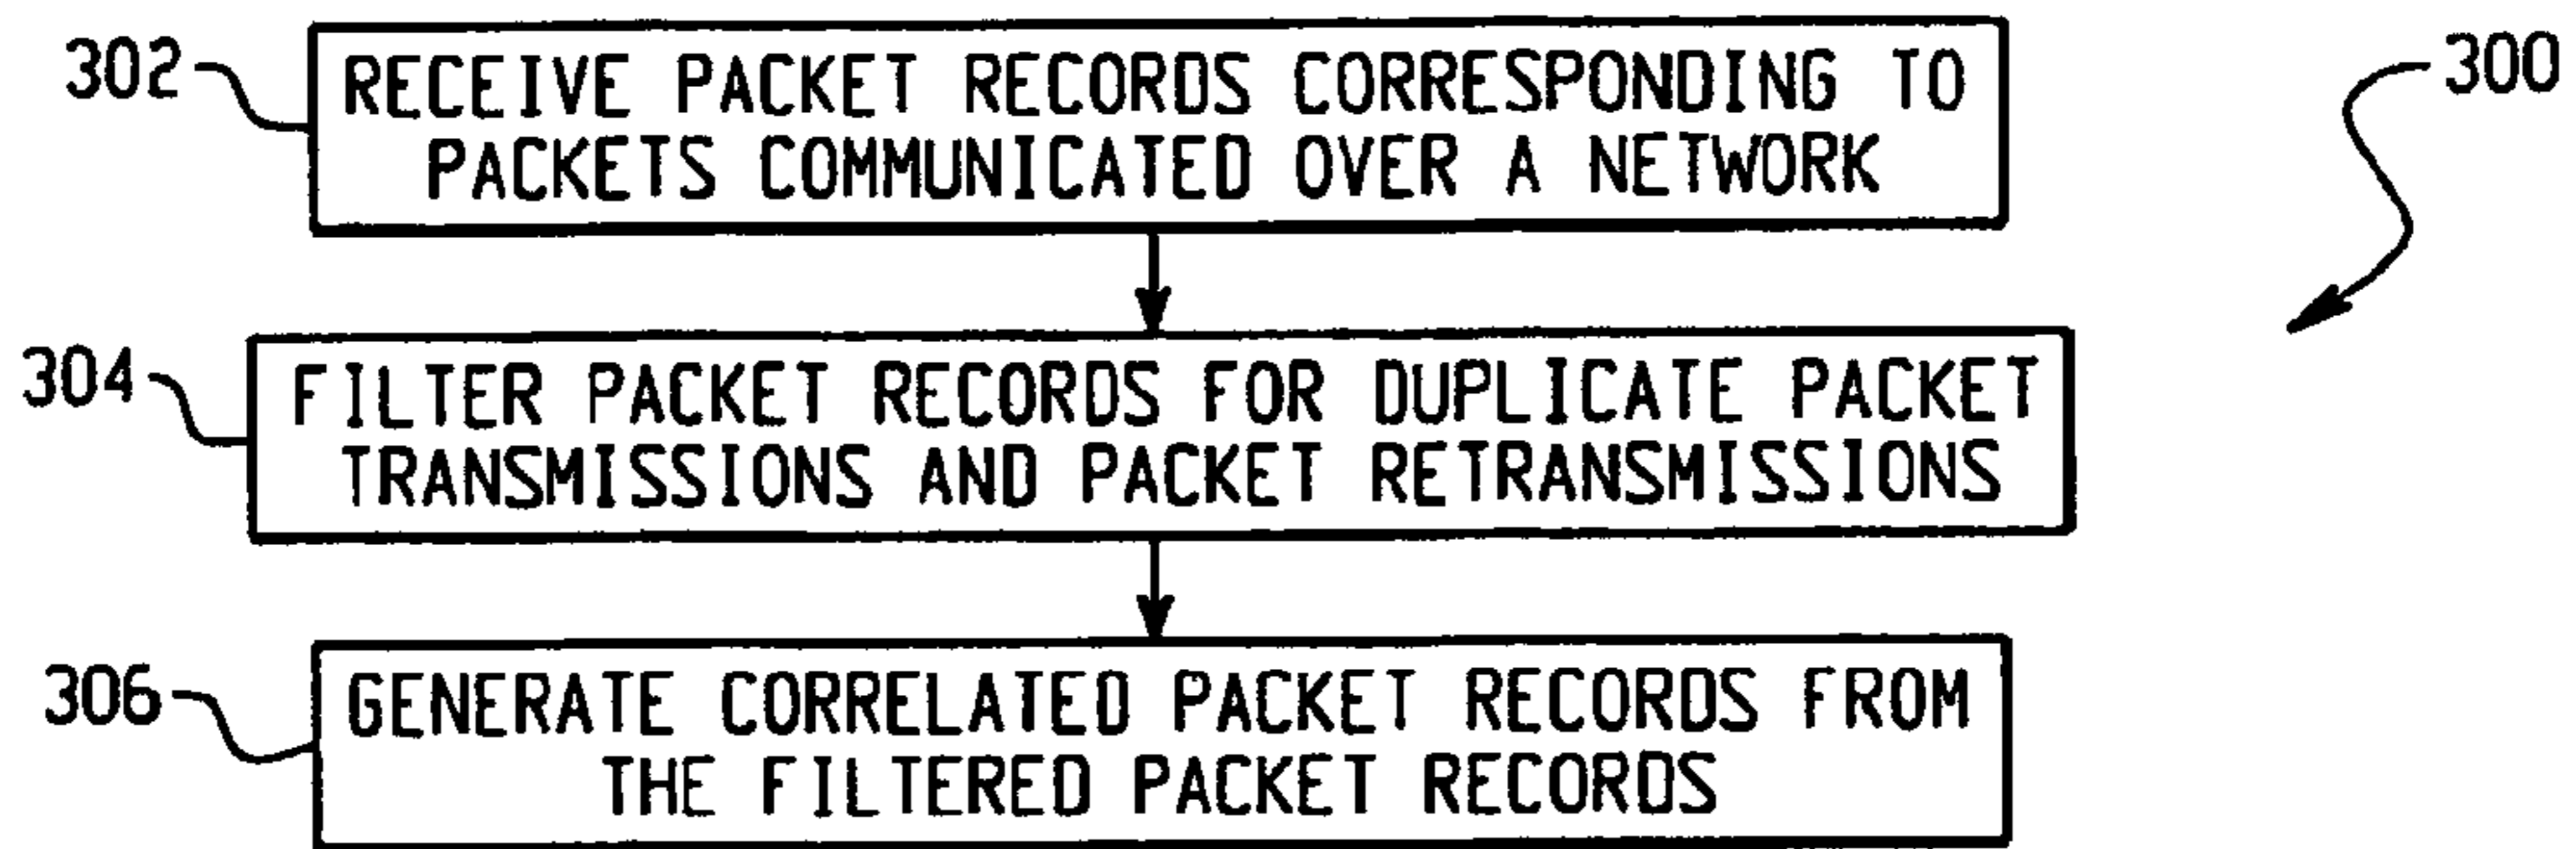 302
RECEIVE PACKET RECORDS CORRESPONDING TO
PACKETS COMMUNICATED OVER A NETWORK
300
304
FILTER PACKET RECORDS FOR DUPLICATE PACKET
TRANSMISSIONS AND PACKET RETRANSMISSIONS
306
GENERATE CORRELATED PACKET RECORDS FROM
THE FILTERED PACKET RECORDS